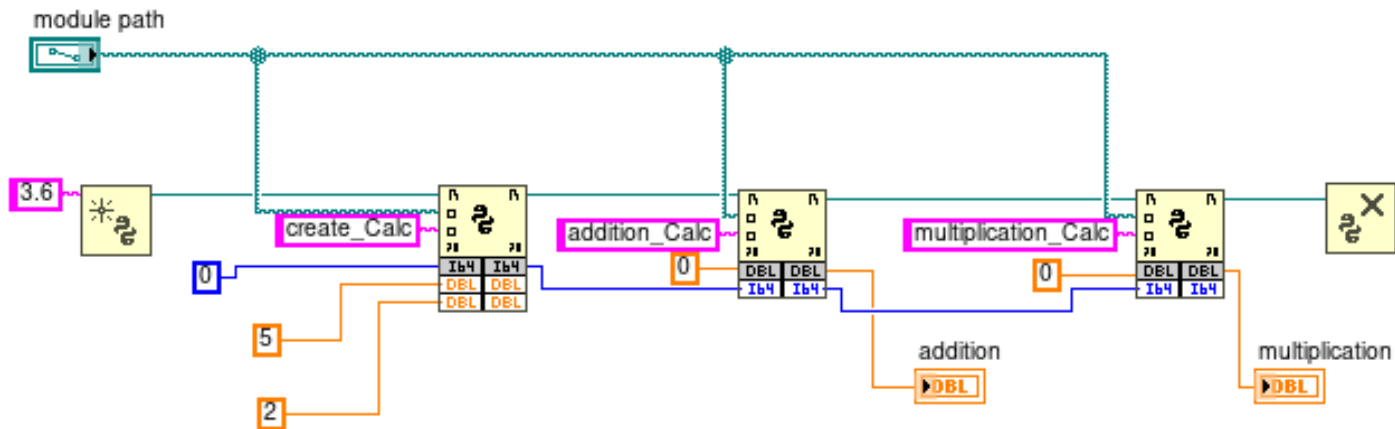 module path
3.6
create_Calc
addition_Calc
multiplication_Calc
0
I64 I64
DBL DBL
DBL DBL
0
DBL DBL
I64 I64
0
DBL DBL
I64 I64
5
2
addition
DBL
multiplication
DBL